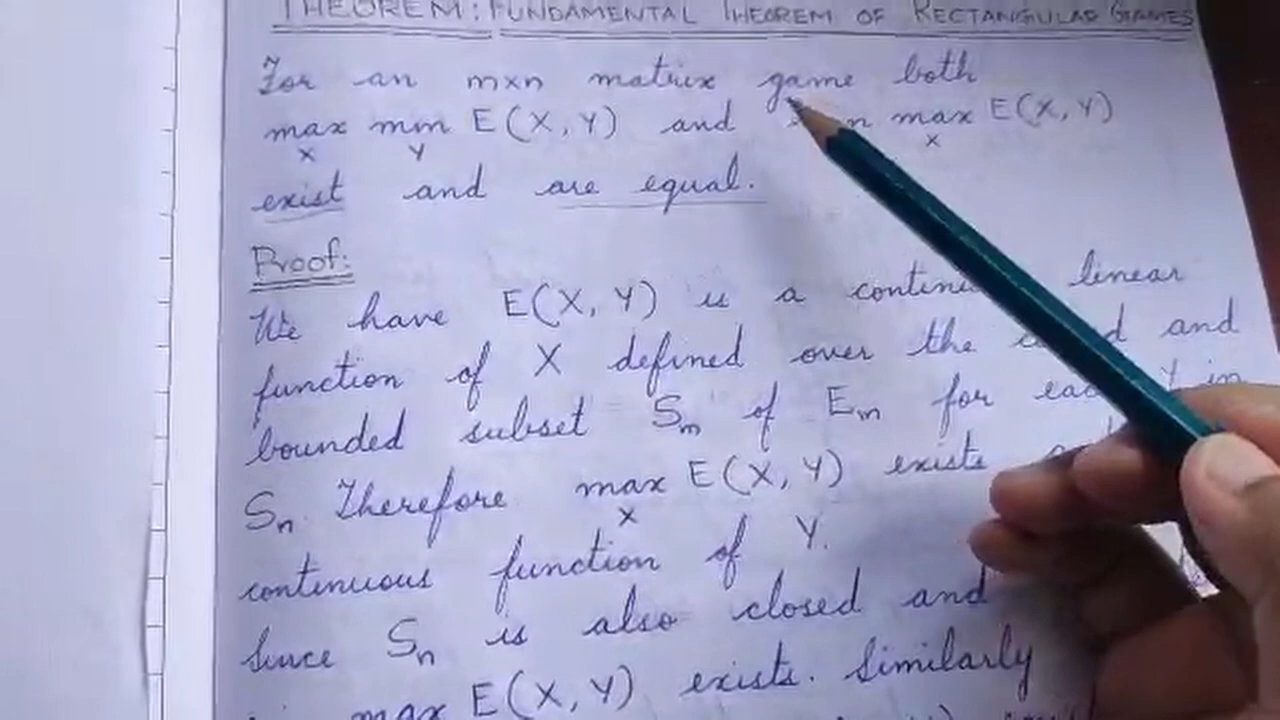 THEOREM: FUNDAMENTAL THEOREM OF RECTANGULAR GAMES
For an mxn matrix game both
max min E(X, Y) and max E(X, Y)
X Y X
exist and are equal.
Proof:
We have E(X, Y) is a linear
function of X defined over the and
bounded subset Sm of Em for in
Sn. Therefore max E(X, Y) exists
X
continuous function of Y.
Since Sn is also closed and
max E(X, Y) exists. Similarly